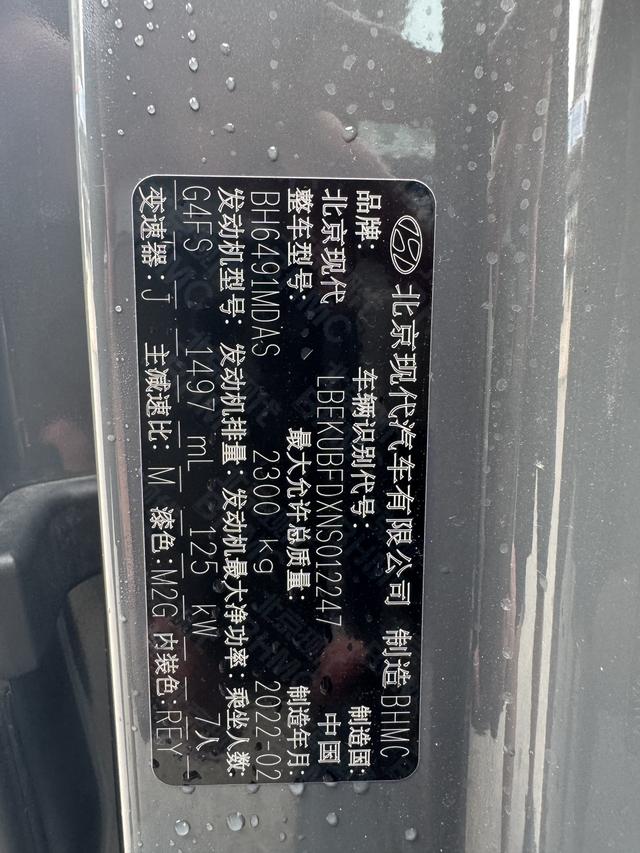 北京现代汽车有限公司 制造 BHMC
品牌: 车辆识别代号: 制造国:
北京现代 LBEKUBFDXNS012247 中国
整车型号: 最大允许总质量: 制造年月:
BH6491MDAS 2300 kg 2022-02
发动机型号: 发动机排量: 发动机最大净功率: 乘坐人数:
G4FS 1497 mL 125 kW 7人
变速器: J 主减速比: M 漆色: M2G 内装色: REY